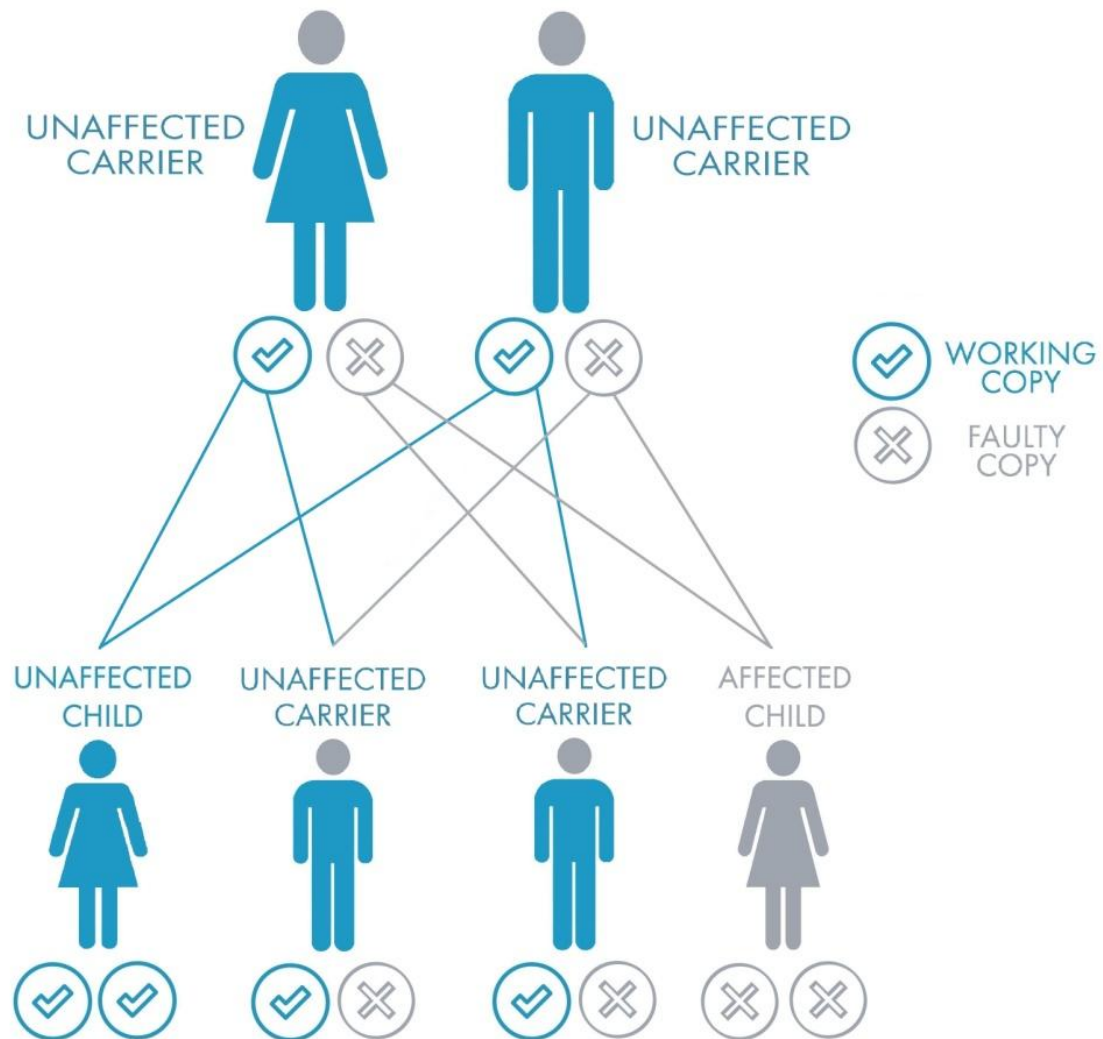 UNAFFECTED
CARRIER
UNAFFECTED
CARRIER
WORKING
COPY
FAULTY
COPY
UNAFFECTED
CHILD
UNAFFECTED
CARRIER
UNAFFECTED
CARRIER
AFFECTED
CHILD